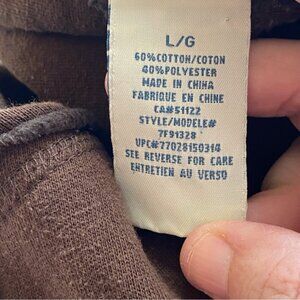 L/G
60%COTTON/COTON
40%POLYESTER
MADE IN CHINA
FABRIQUE EN CHINE
CA#51122
STYLE/MODELE#
7F91328
UPC#77028150314
SEE REVERSE FOR CARE
ENTRETIEN AU VERSO